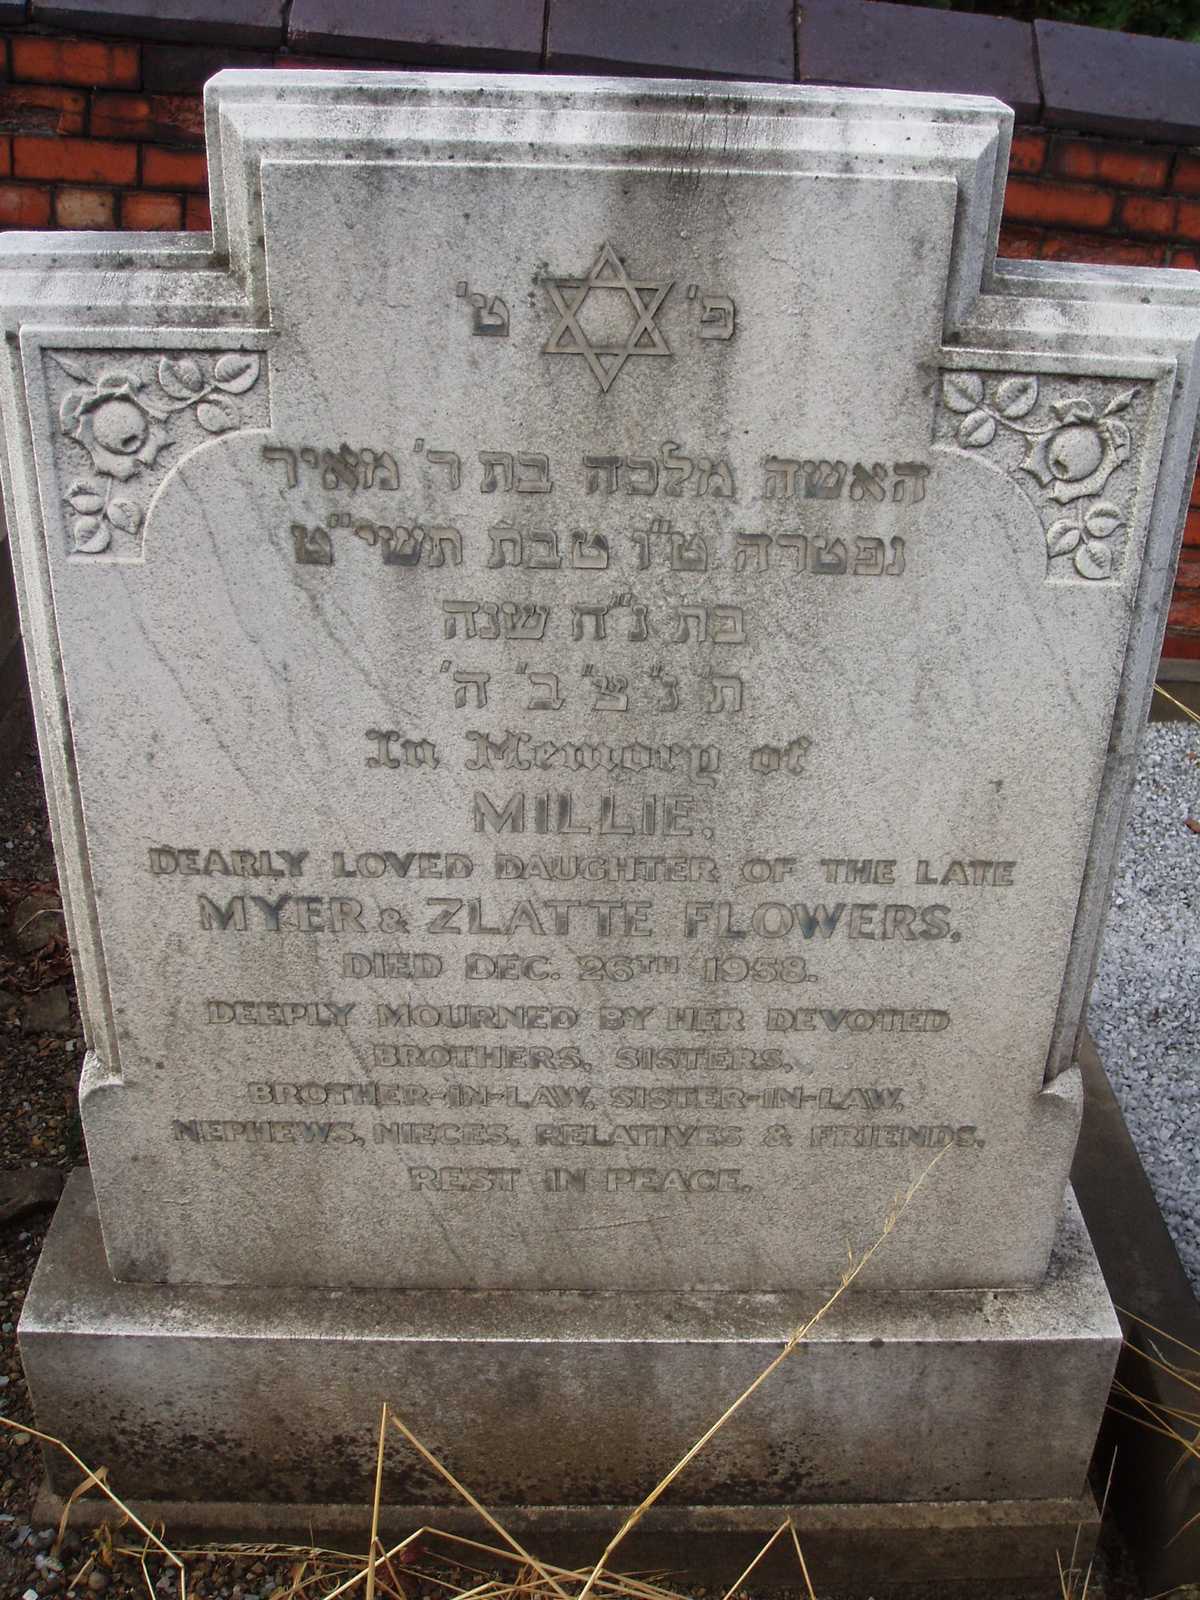 פ' ט'
האשה מלכה בת ר' מאיר
נפטרה ט"ו טבת תשי"ט
בת נ"ח שנה
ת' נ' צ' ב' ה'
In Memory of
MILLIE.
DEARLY LOVED DAUGHTER OF THE LATE
MYER & ZLATTE FLOWERS.
DIED DEC. 26TH 1958.
DEEPLY MOURNED BY HER DEVOTED
BROTHERS, SISTERS,
BROTHER-IN-LAW, SISTER-IN-LAW,
NEPHEWS, NIECES, RELATIVES & FRIENDS.
REST IN PEACE.